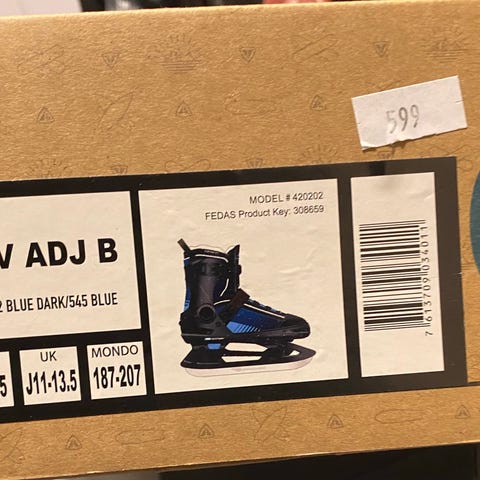 599
MODEL # 420202
FEDAS Product Key: 308659
V ADJ B
2 BLUE DARK/545 BLUE
5
UK
J11-13.5
MONDO
187-207
7 613709 034011